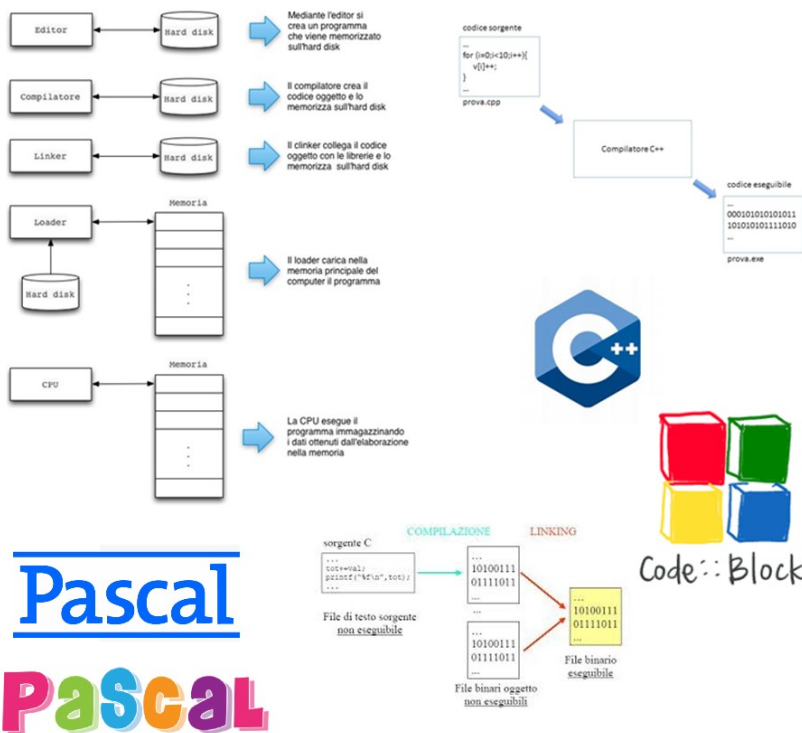 Editor
Hard disk
Mediante l'editor si
crea un programma
che viene memorizzato
sull'hard disk
Compilatore
Hard disk
Il compilatore crea il
codice oggetto e lo
memorizza sull'hard disk
Linker
Hard disk
Il clinker collega il codice
oggetto con le librerie e lo
memorizza sull'hard disk
Loader
Hard disk
Memoria
Il loader carica nella
memoria principale del
computer il programma
CPU
Memoria
La CPU esegue il
programma immagazzinando
i dati ottenuti dall'elaborazione
nella memoria
codice sorgente
...
for (i=0;i<10;i++){
v[i]++;
}
...
prova.cpp
Compilatore C++
codice eseguibile
...
000101010101011
101010101111010
...
prova.exe
C++
Code::Block
Pascal
PaSCaL
COMPILAZIONE
LINKING
sorgente C
...
tot+=val;
printf("%f\n",tot);
...
File di testo sorgente
non eseguibile
...
10100111
01111011
...
...
...
10100111
01111011
...
File binari oggetto
non eseguibili
...
10100111
01111011
...
File binario
eseguibile